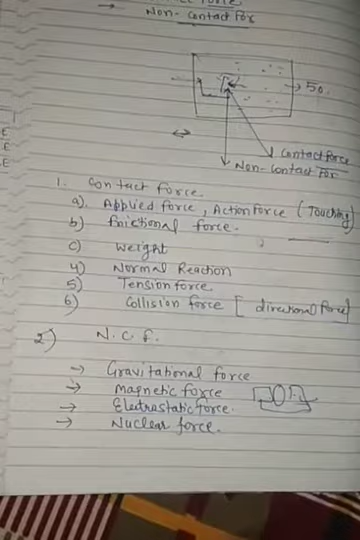 Non-Contact For
50.
Contact force
Non-Contact For
1. Contact force.
a). Applied force, Action force (Touching)
b) frictional force.
c) Weight
4) Normal Reaction
5) Tension force
6) Collision force [directional force]
2) N.C.f.
→ Gravitational force
→ Magnetic force
→ Electrostatic force.
→ Nuclear force.